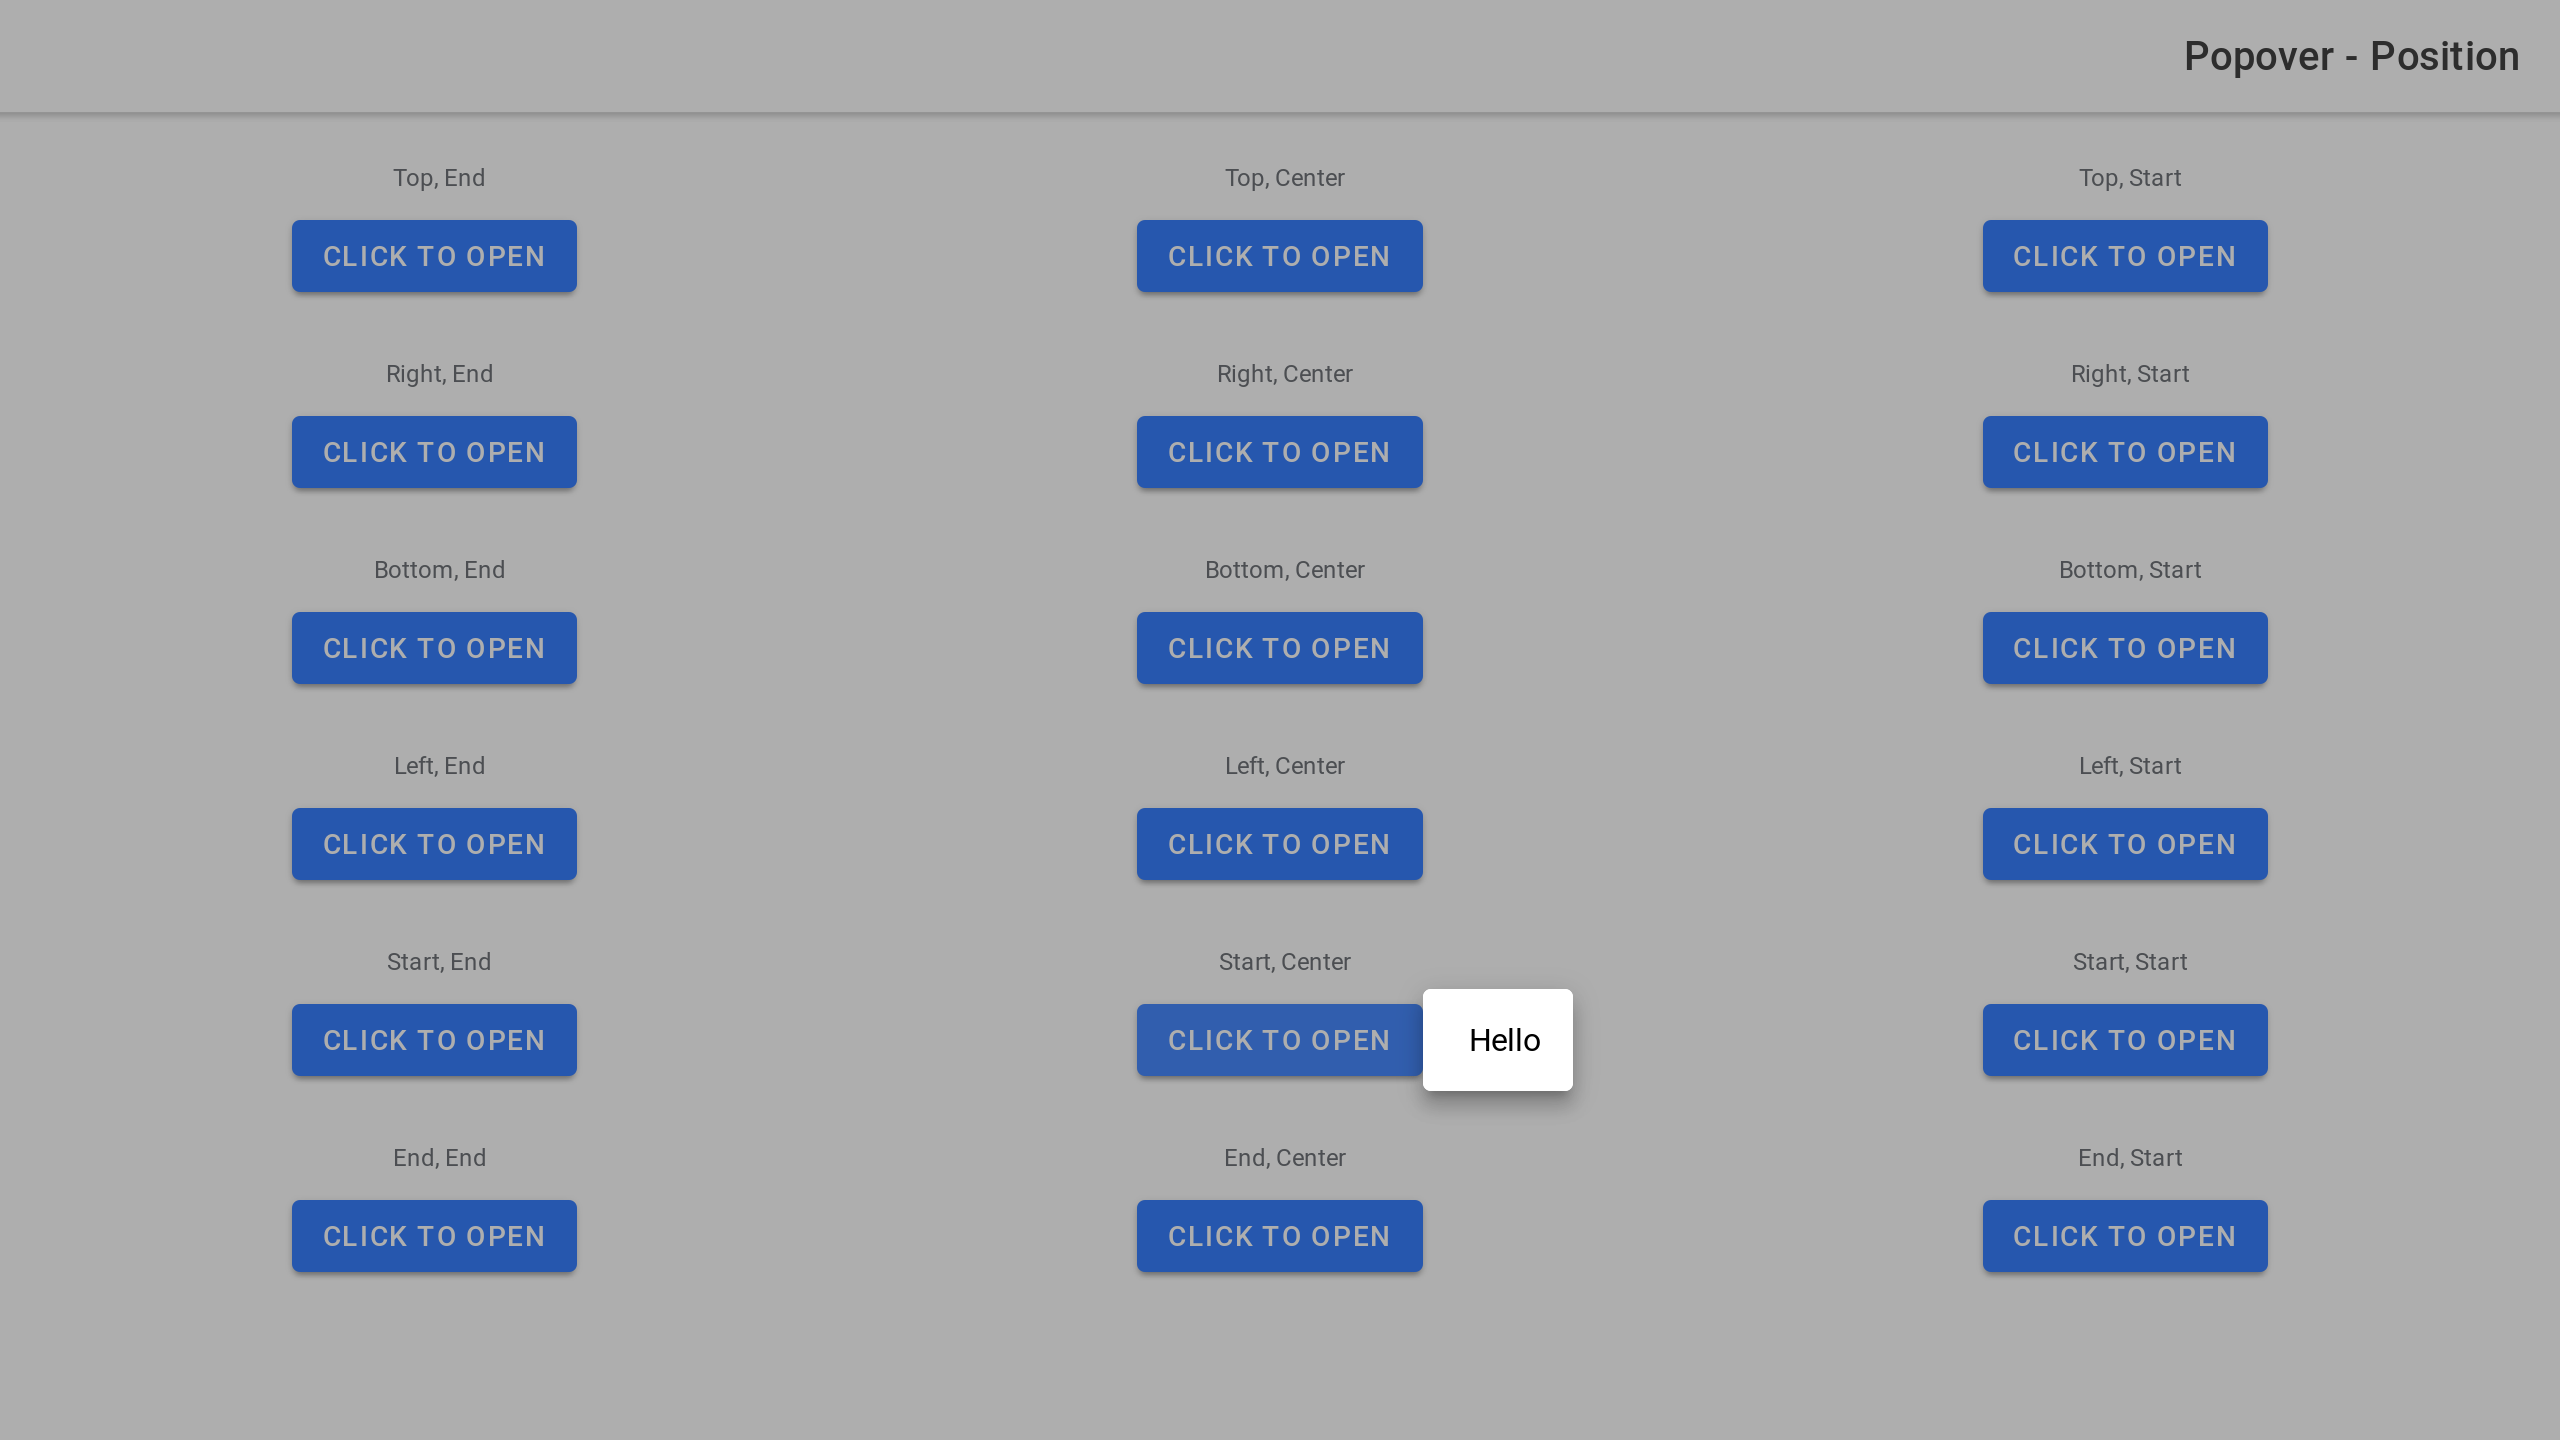 Popover - Position
Top, End
Top, Center
Top, Start
CLICK TO OPEN
CLICK TO OPEN
CLICK TO OPEN
Right, End
Right, Center
Right, Start
CLICK TO OPEN
CLICK TO OPEN
CLICK TO OPEN
Bottom, End
Bottom, Center
Bottom, Start
CLICK TO OPEN
CLICK TO OPEN
CLICK TO OPEN
Left, End
Left, Center
Left, Start
CLICK TO OPEN
CLICK TO OPEN
CLICK TO OPEN
Start, End
Start, Center
Start, Start
CLICK TO OPEN
CLICK TO OPEN
Hello
CLICK TO OPEN
End, End
End, Center
End, Start
CLICK TO OPEN
CLICK TO OPEN
CLICK TO OPEN